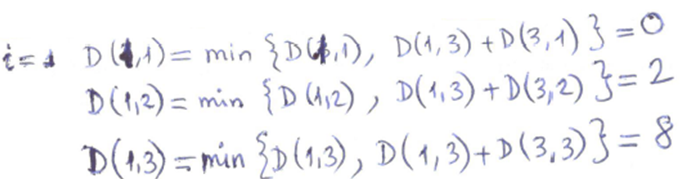 i=1 D(1,1)= min {D(1,1), D(1,3)+D(3,1)}=0
D(1,2)= min {D(1,2), D(1,3)+D(3,2)}=2
D(1,3)=min {D(1,3), D(1,3)+D(3,3)}=8